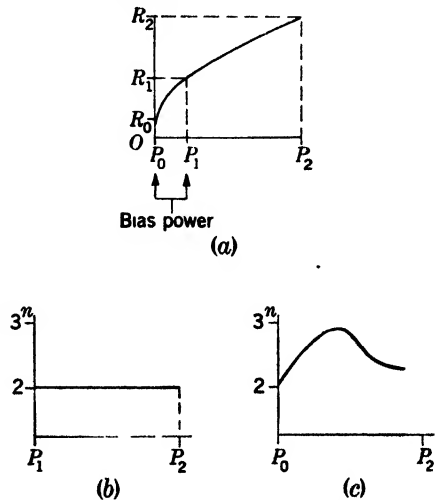 R₂
R₁
R₀
O
P₀ P₁ P₂
Bias power
(a)
3 n
2
P₁ P₂
(b)
3 n
2
P₀ P₂
(c)